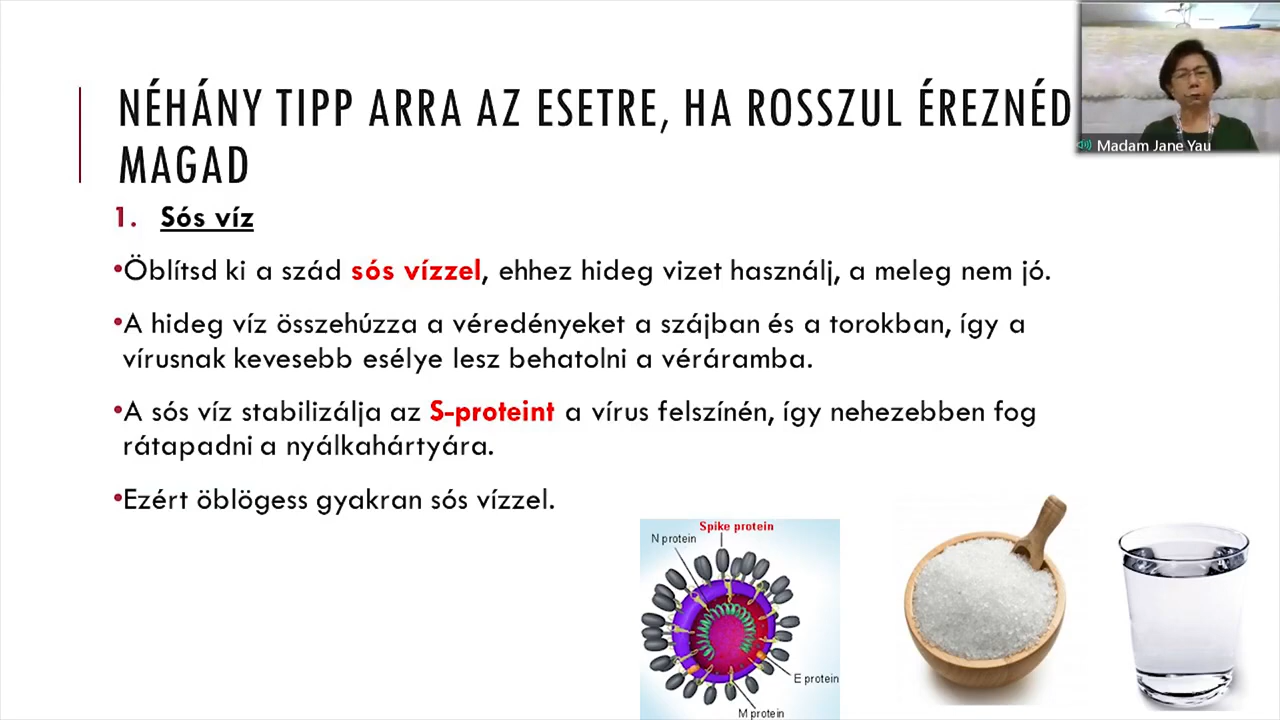 NÉHÁNY TIPP ARRA AZ ESETRE, HA ROSSZUL ÉREZNÉD
MAGAD
Madam Jane Yau
1. Sós víz
•Öblítsd ki a szád sós vízzel, ehhez hideg vizet használj, a meleg nem jó.
•A hideg víz összehúzza a véredényeket a szájban és a torokban, így a
vírusnak kevesebb esélye lesz behatolni a véráramba.
•A sós víz stabilizálja az S-proteint a vírus felszínén, így nehezebben fog
rátapadni a nyálkahártyára.
•Ezért öblögess gyakran sós vízzel.
Spike protein
N protein
E protein
M protein